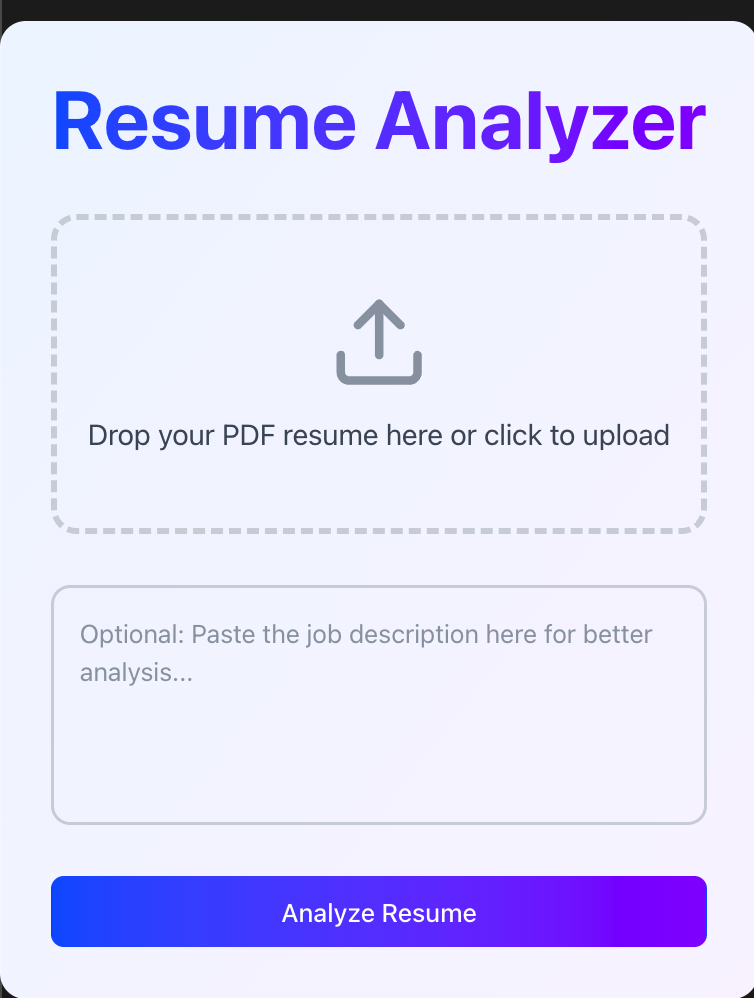 Resume Analyzer
Drop your PDF resume here or click to upload
Optional: Paste the job description here for better
analysis...
Analyze Resume